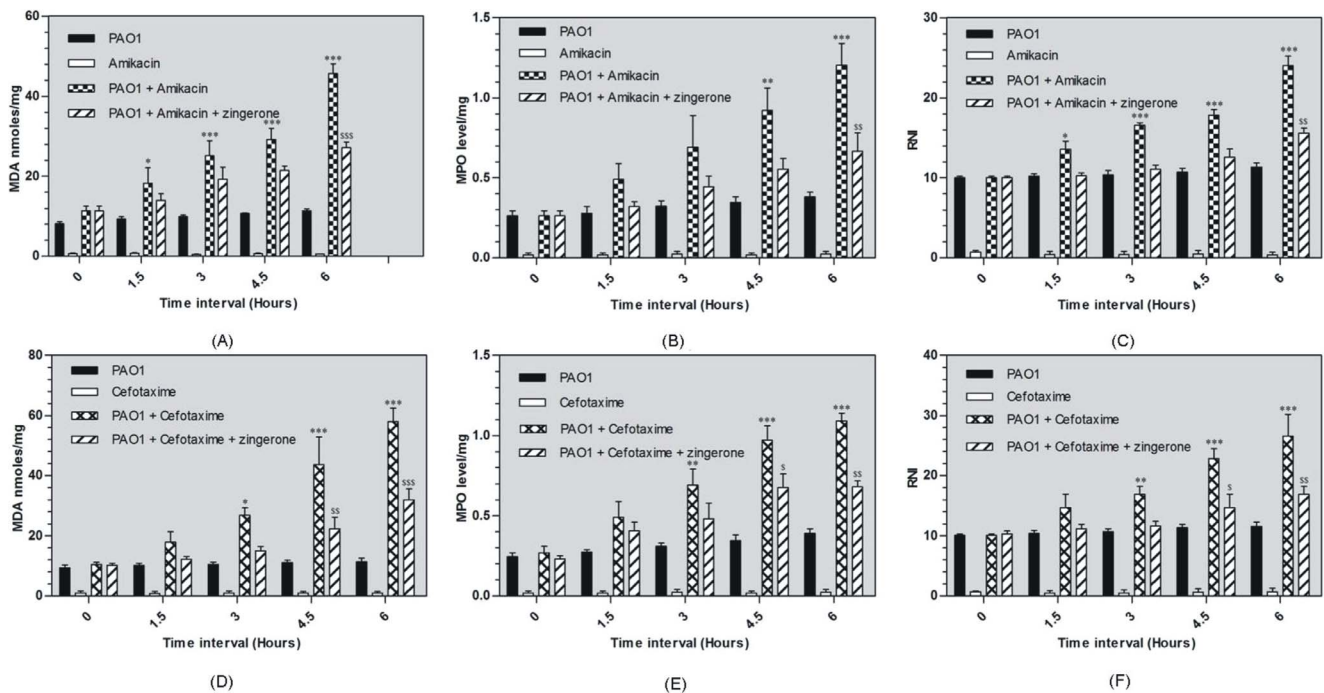 60
40
20
0
MDA nmoles/mg
PAO1
Amikacin
PAO1 + Amikacin
PAO1 + Amikacin + zingerone
*
***
***
***
$$$
0
1.5
3
4.5
6
Time interval (Hours)
(A)
1.5
1.0
0.5
0.0
MPO level/mg
PAO1
Amikacin
PAO1 + Amikacin
PAO1 + Amikacin + zingerone
**
***
$$
0
1.5
3
4.5
6
Time interval (Hours)
(B)
30
20
10
0
RNI
PAO1
Amikacin
PAO1 + Amikacin
PAO1 + Amikacin + zingerone
*
***
***
***
$$
0
1.5
3
4.5
6
Time interval (Hours)
(C)
80
60
40
20
0
MDA nmoles/mg
PAO1
Cefotaxime
PAO1 + Cefotaxime
PAO1 + Cefotaxime + zingerone
*
***
$$
***
$$$
0
1.5
3
4.5
6
Time interval (Hours)
(D)
1.5
1.0
0.5
0.0
MPO level/mg
PAO1
Cefotaxime
PAO1 + Cefotaxime
PAO1 + Cefotaxime + zingerone
**
***
$
***
$$
0
1.5
3
4.5
6
Time interval (Hours)
(E)
40
30
20
10
0
RNI
PAO1
Cefotaxime
PAO1 + Cefotaxime
PAO1 + Cefotaxime + zingerone
**
***
$
***
$$
0
1.5
3
4.5
6
Time interval (Hours)
(F)